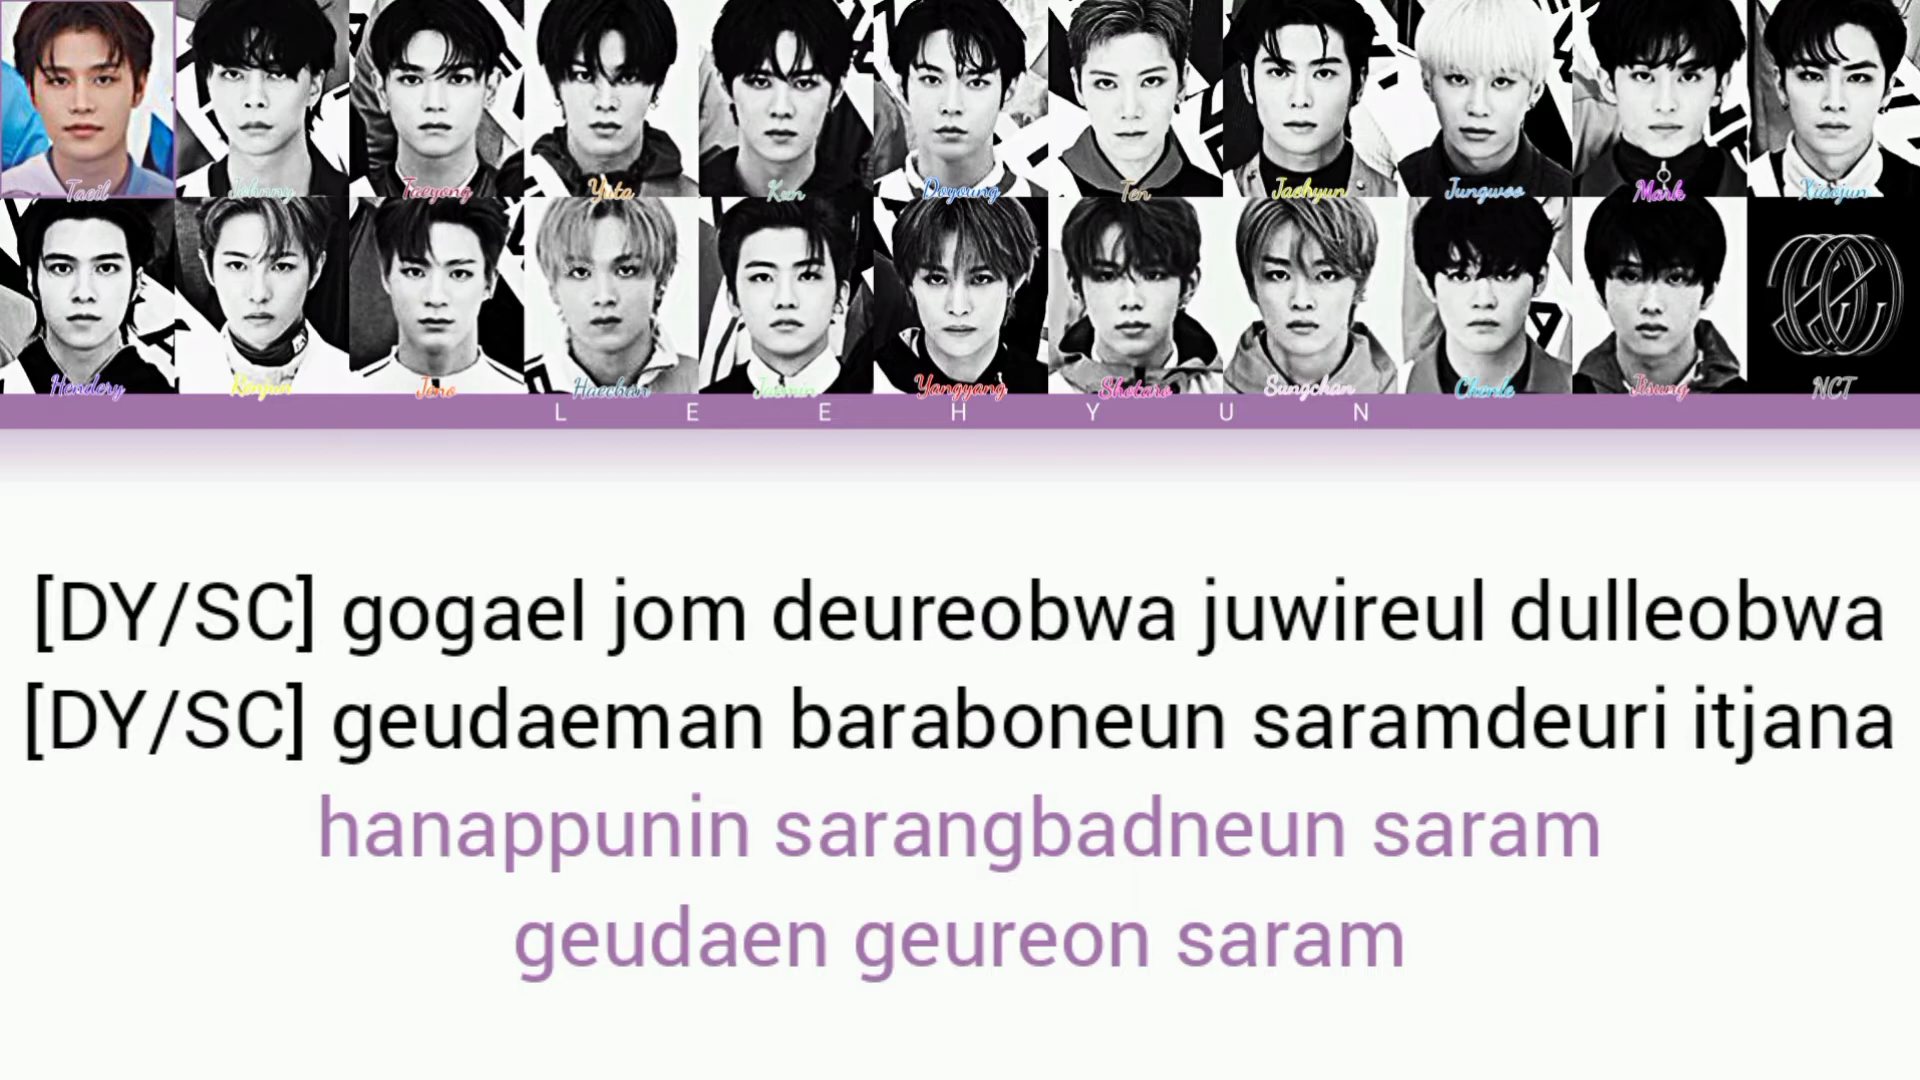 Taeil Johnny Taeyong Yuta Kun Doyoung Ten Jaehyun Jungwoo Mark Xiaojun
Hendery Renjun Jeno Haechan Jaemin Yangyang Shotaro Sungchan Chenle Jisung NCT
L E E H Y U N
[DY/SC] gogael jom deureobwa juwireul dulleobwa
[DY/SC] geudaeman baraboneun saramdeuri itjana
hanappunin sarangbadneun saram
geudaen geureon saram